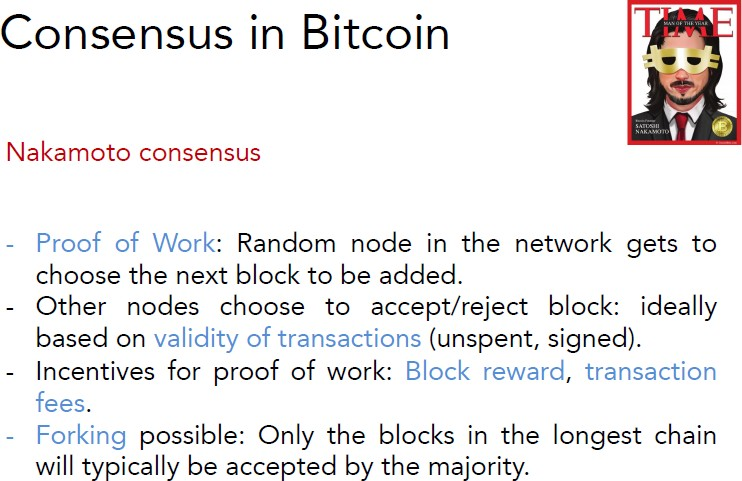 Consensus in Bitcoin
TIME
MAN OF THE YEAR
SATOSHI
NAKAMOTO
Nakamoto consensus
- Proof of Work: Random node in the network gets to
choose the next block to be added.
- Other nodes choose to accept/reject block: ideally
based on validity of transactions (unspent, signed).
- Incentives for proof of work: Block reward, transaction
fees.
- Forking possible: Only the blocks in the longest chain
will typically be accepted by the majority.